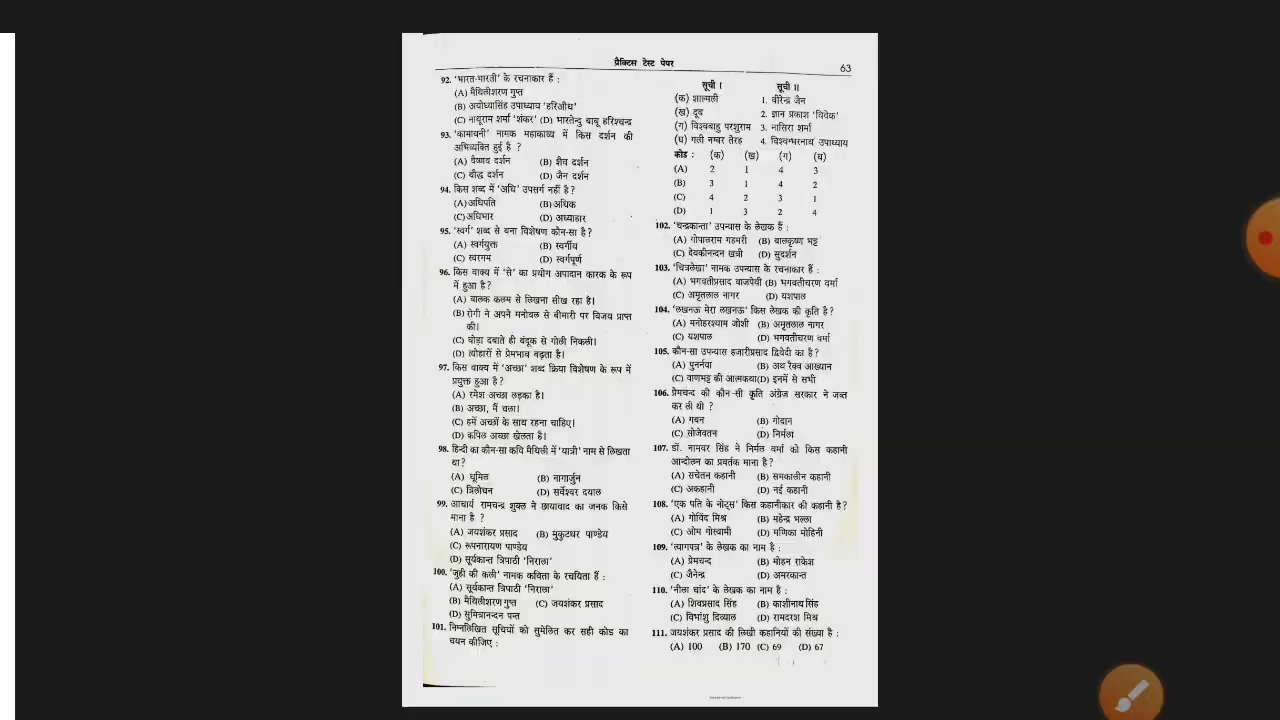 प्रैक्टिस टेस्ट पेपर
63
92. 'भारत-भारती' के रचनाकार हैं :
(A) मैथिलीशरण गुप्त
(B) अयोध्यासिंह उपाध्याय 'हरिऔध'
(C) नाथूराम शर्मा 'शंकर' (D) भारतेन्दु बाबू हरिश्चन्द्र
93. 'कामायनी' नामक महाकाव्य में किस दर्शन की
अभिव्यक्ति हुई है ?
(A) वैष्णव दर्शन (B) शैव दर्शन
(C) बौद्ध दर्शन (D) जैन दर्शन
94. किस शब्द में 'अधि' उपसर्ग नहीं है?
(A) अधिपति (B) अधिक
(C) अधिभार (D) अध्याहार
95. 'स्वर्ग' शब्द से बना विशेषण कौन-सा है?
(A) स्वर्गयुक्त (B) स्वर्गीय
(C) स्वरगम (D) स्वर्गपूर्ण
96. किस वाक्य में 'से' का प्रयोग अपादान कारक के रूप
में हुआ है?
(A) बालक कलम से लिखना सीख रहा है।
(B) रोगी ने अपने मनोबल से बीमारी पर विजय प्राप्त
की।
(C) घोड़ा दबाते ही बंदूक से गोली निकली।
(D) त्योहारों से प्रेमभाव बढ़ता है।
97. किस वाक्य में 'अच्छा' शब्द क्रिया विशेषण के रूप में
प्रयुक्त हुआ है?
(A) रमेश अच्छा लड़का है।
(B) अच्छा, मैं चला।
(C) हमें अच्छों के साथ रहना चाहिए।
(D) कपिल अच्छा खेलता है।
98. हिन्दी का कौन-सा कवि मैथिली में 'यात्री' नाम से लिखता
था?
(A) धूमिल (B) नागार्जुन
(C) त्रिलोचन (D) सर्वेश्वर दयाल
99. आचार्य रामचन्द्र शुक्ल ने छायावाद का जनक किसे
माना है ?
(A) जयशंकर प्रसाद (B) मुकुटधर पाण्डेय
(C) रूपनारायण पाण्डेय
(D) सूर्यकान्त त्रिपाठी 'निराला'
100. 'जुही की कली' नामक कविता के रचयिता हैं :
(A) सूर्यकान्त त्रिपाठी 'निराला'
(B) मैथिलीशरण गुप्त (C) जयशंकर प्रसाद
(D) सुमित्रानन्दन पन्त
101. निम्नलिखित सूचियों को सुमेलित कर सही कोड का
चयन कीजिए :
सूची I सूची II
(क) शाल्मली 1. वीरेन्द्र जैन
(ख) दूब 2. ज्ञान प्रकाश 'विवेक'
(ग) विश्वबाहु परशुराम 3. नासिरा शर्मा
(घ) गली नम्बर तेरह 4. विश्वम्भरनाथ उपाध्याय
कोड : (क) (ख) (ग) (घ)
(A) 2 1 4 3
(B) 3 1 4 2
(C) 4 2 3 1
(D) 1 3 2 4
102. 'चन्द्रकान्ता' उपन्यास के लेखक हैं :
(A) गोपालराम गहमरी (B) बालकृष्ण भट्ट
(C) देवकीनन्दन खत्री (D) सुदर्शन
103. 'चित्रलेखा' नामक उपन्यास के रचनाकार हैं :
(A) भगवतीप्रसाद वाजपेयी (B) भगवतीचरण वर्मा
(C) अमृतलाल नागर (D) यशपाल
104. 'लखनऊ मेरा लखनऊ' किस लेखक की कृति है?
(A) मनोहरश्याम जोशी (B) अमृतलाल नागर
(C) यशपाल (D) भगवतीचरण वर्मा
105. कौन-सा उपन्यास हजारीप्रसाद द्विवेदी का है?
(A) पुनर्नवा (B) अथ रैक्व आख्यान
(C) वाणभट्ट की आत्मकथा(D) इनमें से सभी
106. प्रेमचन्द की कौन-सी कृति अंग्रेज सरकार ने जब्त
कर ली थी ?
(A) गबन (B) गोदान
(C) सोजेवतन (D) निर्मला
107. डॉ. नामवर सिंह ने निर्मल वर्मा को किस कहानी
आन्दोलन का प्रवर्तक माना है?
(A) सचेतन कहानी (B) समकालीन कहानी
(C) अकहानी (D) नई कहानी
108. 'एक पति के नोट्स' किस कहानीकार की कहानी है?
(A) गोविंद मिश्र (B) महेन्द्र भल्ला
(C) ओम गोस्वामी (D) मणिका मोहिनी
109. 'त्यागपत्र' के लेखक का नाम है :
(A) प्रेमचन्द (B) मोहन राकेश
(C) जैनेन्द्र (D) अमरकान्त
110. 'नीला चांद' के लेखक का नाम है :
(A) शिवप्रसाद सिंह (B) काशीनाथ सिंह
(C) विभांशु दिव्याल (D) रामदरश मिश्र
111. जयशंकर प्रसाद की लिखी कहानियों की संख्या है :
(A) 100 (B) 170 (C) 69 (D) 67